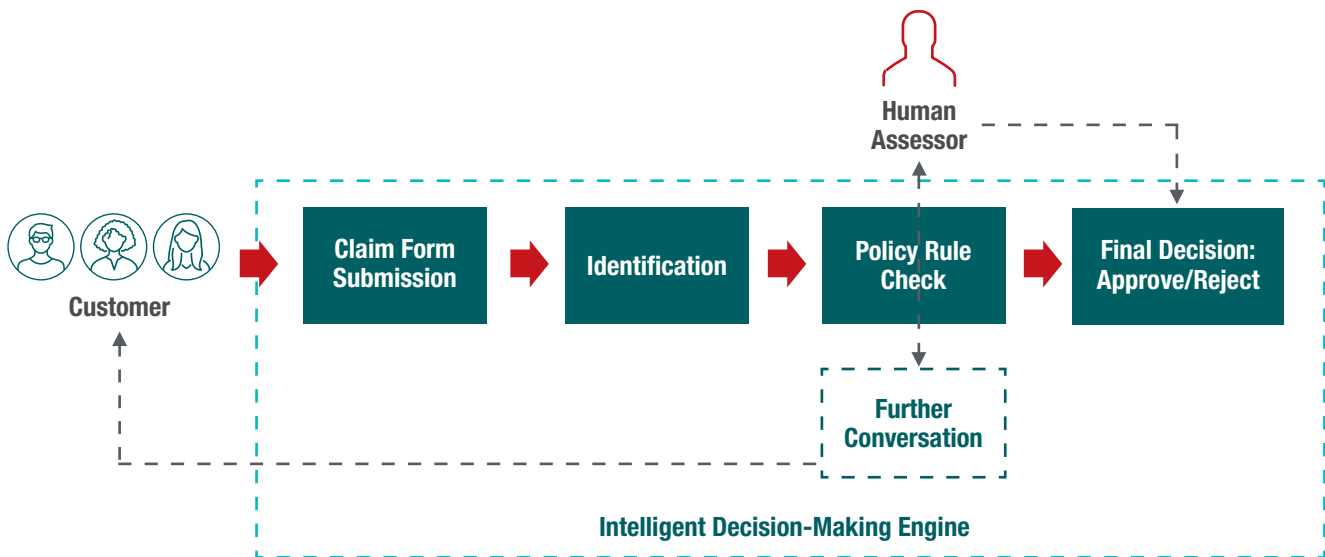 Human
Assessor
Customer
Claim Form
Submission
Identification
Policy Rule
Check
Final Decision:
Approve/Reject
Further
Conversation
Intelligent Decision-Making Engine